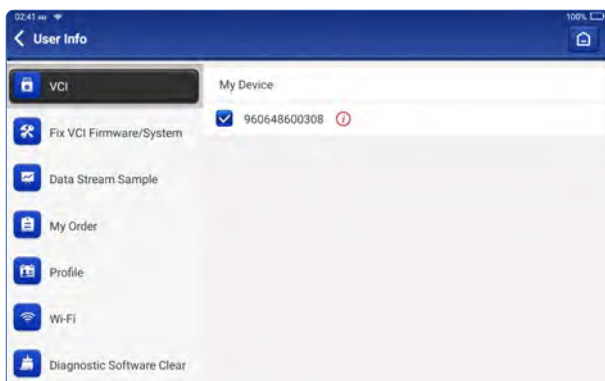 02:41 AM
100%
User Info
VCI
My Device
960648600308
Fix VCI Firmware/System
Data Stream Sample
My Order
Profile
Wi-Fi
Diagnostic Software Clear